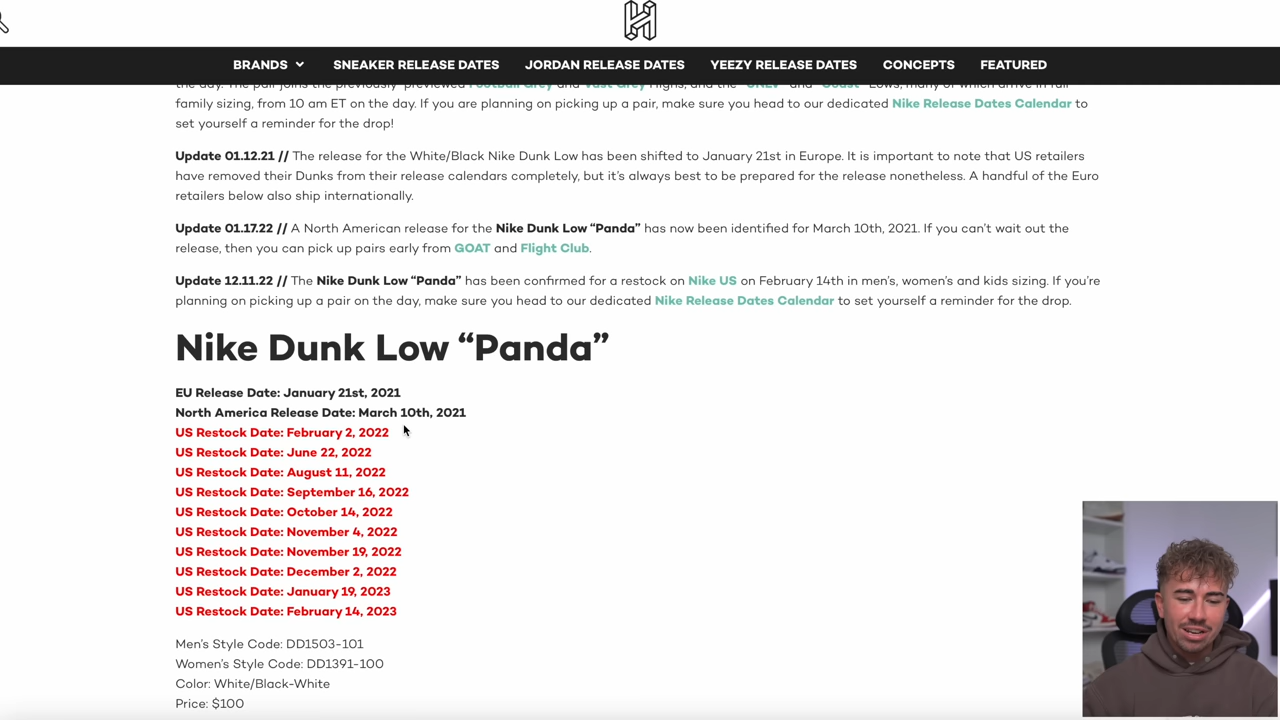 BRANDS SNEAKER RELEASE DATES JORDAN RELEASE DATES YEEZY RELEASE DATES CONCEPTS FEATURED
family sizing, from 10 am ET on the day. If you are planning on picking up a pair, make sure you head to our dedicated Nike Release Dates Calendar to
set yourself a reminder for the drop!
Update 01.12.21 // The release for the White/Black Nike Dunk Low has been shifted to January 21st in Europe. It is important to note that US retailers
have removed their Dunks from their release calendars completely, but it's always best to be prepared for the release nonetheless. A handful of the Euro
retailers below also ship internationally.
Update 01.17.22 // A North American release for the Nike Dunk Low “Panda” has now been identified for March 10th, 2021. If you can't wait out the
release, then you can pick up pairs early from GOAT and Flight Club.
Update 12.11.22 // The Nike Dunk Low “Panda” has been confirmed for a restock on Nike US on February 14th in men's, women's and kids sizing. If you're
planning on picking up a pair on the day, make sure you head to our dedicated Nike Release Dates Calendar to set yourself a reminder for the drop.
Nike Dunk Low “Panda”
EU Release Date: January 21st, 2021
North America Release Date: March 10th, 2021
US Restock Date: February 2, 2022
US Restock Date: June 22, 2022
US Restock Date: August 11, 2022
US Restock Date: September 16, 2022
US Restock Date: October 14, 2022
US Restock Date: November 4, 2022
US Restock Date: November 19, 2022
US Restock Date: December 2, 2022
US Restock Date: January 19, 2023
US Restock Date: February 14, 2023
Men's Style Code: DD1503-101
Women's Style Code: DD1391-100
Color: White/Black-White
Price: $100